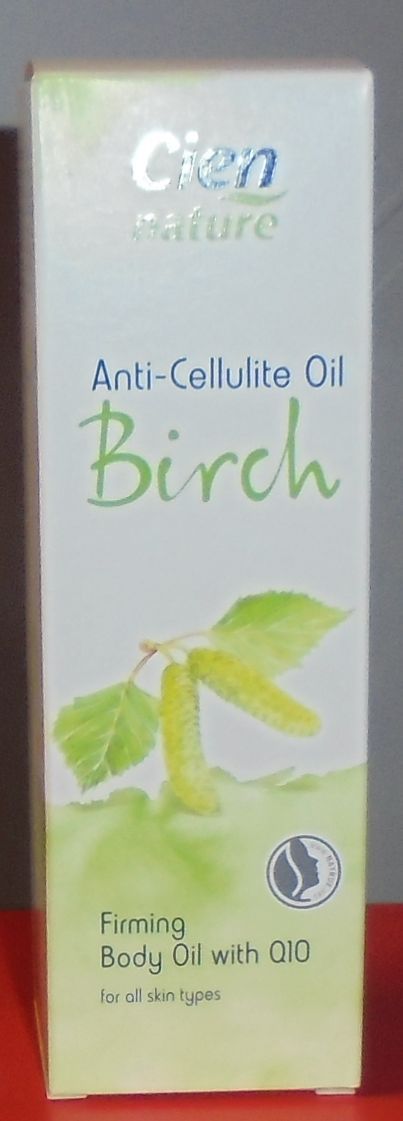 Cien
nature
Anti-Cellulite Oil
Birch
Firming
Body Oil with Q10
for all skin types